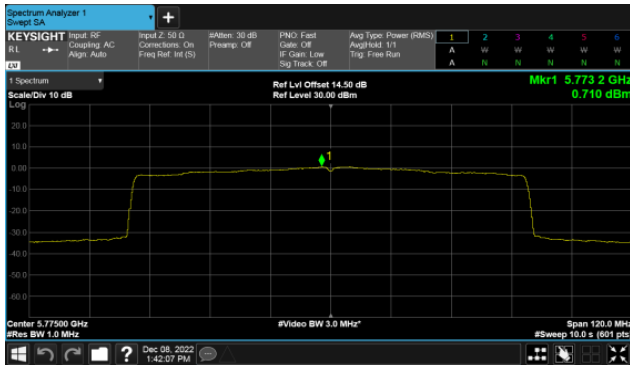 Spectrum Analyzer 1
Swept SA
+
KEYSIGHT Input: RF Input Z: 50 Ω #Atten: 30 dB PNO: Fast Avg Type: Power (RMS) 1 2 3 4 5 6
RL Coupling: AC Corrections: On Preamp: Off Gate: Off Avg|Hold: 1/1 A W W W W W
Align: Auto Freq Ref: Int (S) IF Gain: Low Trig: Free Run
LXI Sig Track: Off A N N N N N
1 Spectrum Ref Lvl Offset 14.50 dB Mkr1 5.773 2 GHz
Scale/Div 10 dB Ref Level 30.00 dBm 0.710 dBm
Log
20.0
10.0
1
0.00
-10.0
-20.0
-30.0
-40.0
-50.0
-60.0
Center 5.77500 GHz #Video BW 3.0 MHz* Span 120.0 MHz
#Res BW 1.0 MHz #Sweep 10.0 s (601 pts)
? Dec 08, 2022
1:42:07 PM